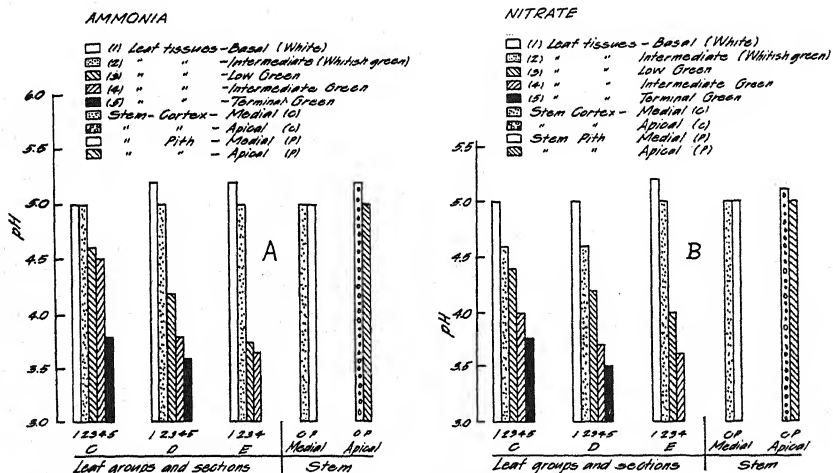 AMMONIA
(1) Leaf tissues - Basal (White)
(2) " " - Intermediate (Whitish green)
(3) " " - Low Green
(4) " " - Intermediate Green
(5) " " - Terminal Green
Stem - Cortex - Medial (C)
" " - Apical (C)
" Pith - Medial (P)
" " - Apical (P)
6.0
5.5
5.0
4.5
4.0
3.5
3.0
pH
A
1 2 3 4 5
1 2 3 4 5
1 2 3 4
C P
C P
C
D
E
Medial
Apical
Leaf groups and sections
Stem
NITRATE
(1) Leaf tissues - Basal (White)
(2) " " Intermediate (Whitish green)
(3) " " Low Green
(4) " " Intermediate Green
(5) " " Terminal Green
Stem Cortex - Medial (C)
" " Apical (C)
Stem Pith Medial (P)
" " Apical (P)
5.5
5.0
4.5
4.0
3.5
3.0
pH
B
1 2 3 4 5
1 2 3 4 5
1 2 3 4
C P
C P
C
D
E
Medial
Apical
Leaf groups and sections
Stem